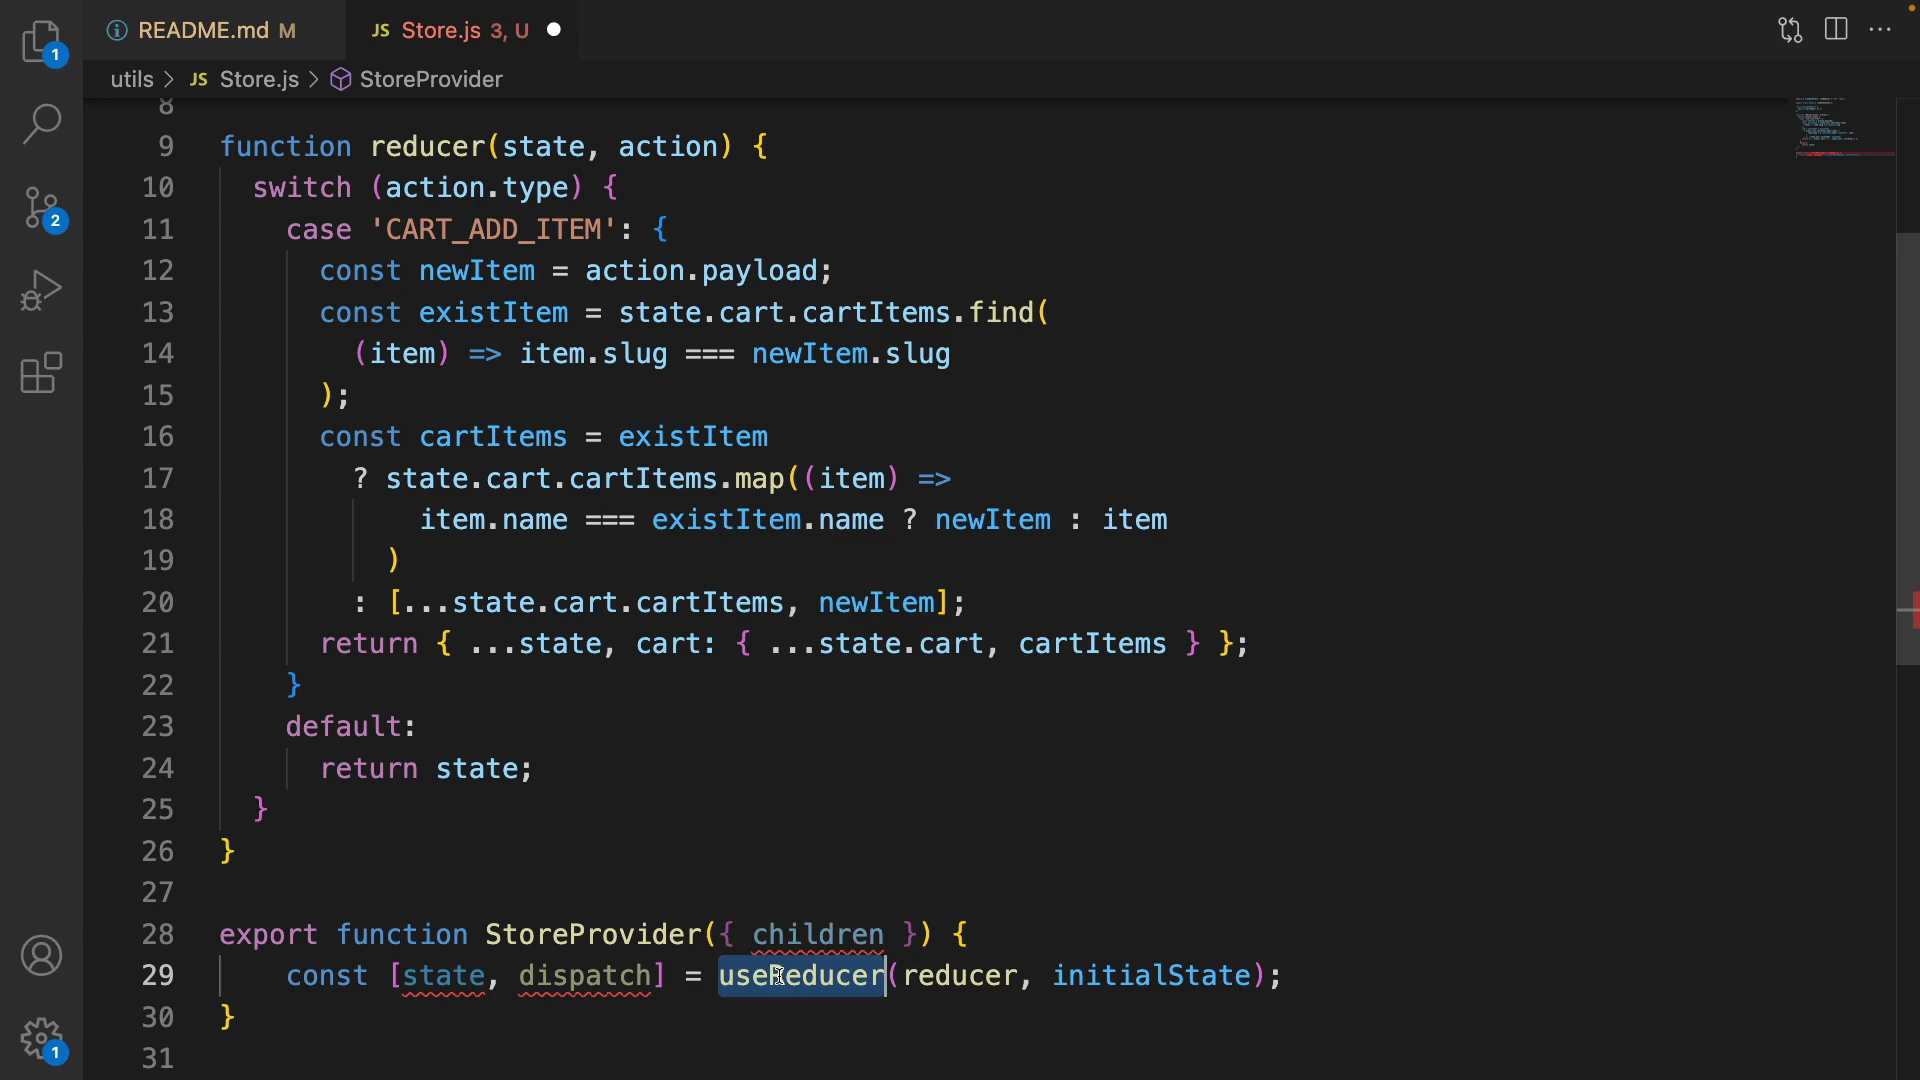 README.md M
JS Store.js 3, U
utils > JS Store.js > StoreProvider
8
9 function reducer(state, action) {
10 switch (action.type) {
11 case 'CART_ADD_ITEM': {
12 const newItem = action.payload;
13 const existItem = state.cart.cartItems.find(
14 (item) => item.slug === newItem.slug
15 );
16 const cartItems = existItem
17 ? state.cart.cartItems.map((item) =>
18 item.name === existItem.name ? newItem : item
19 )
20 : [...state.cart.cartItems, newItem];
21 return { ...state, cart: { ...state.cart, cartItems } };
22 }
23 default:
24 return state;
25 }
26 }
27
28 export function StoreProvider({ children }) {
29 const [state, dispatch] = useReducer(reducer, initialState);
30 }
31
1
2
1